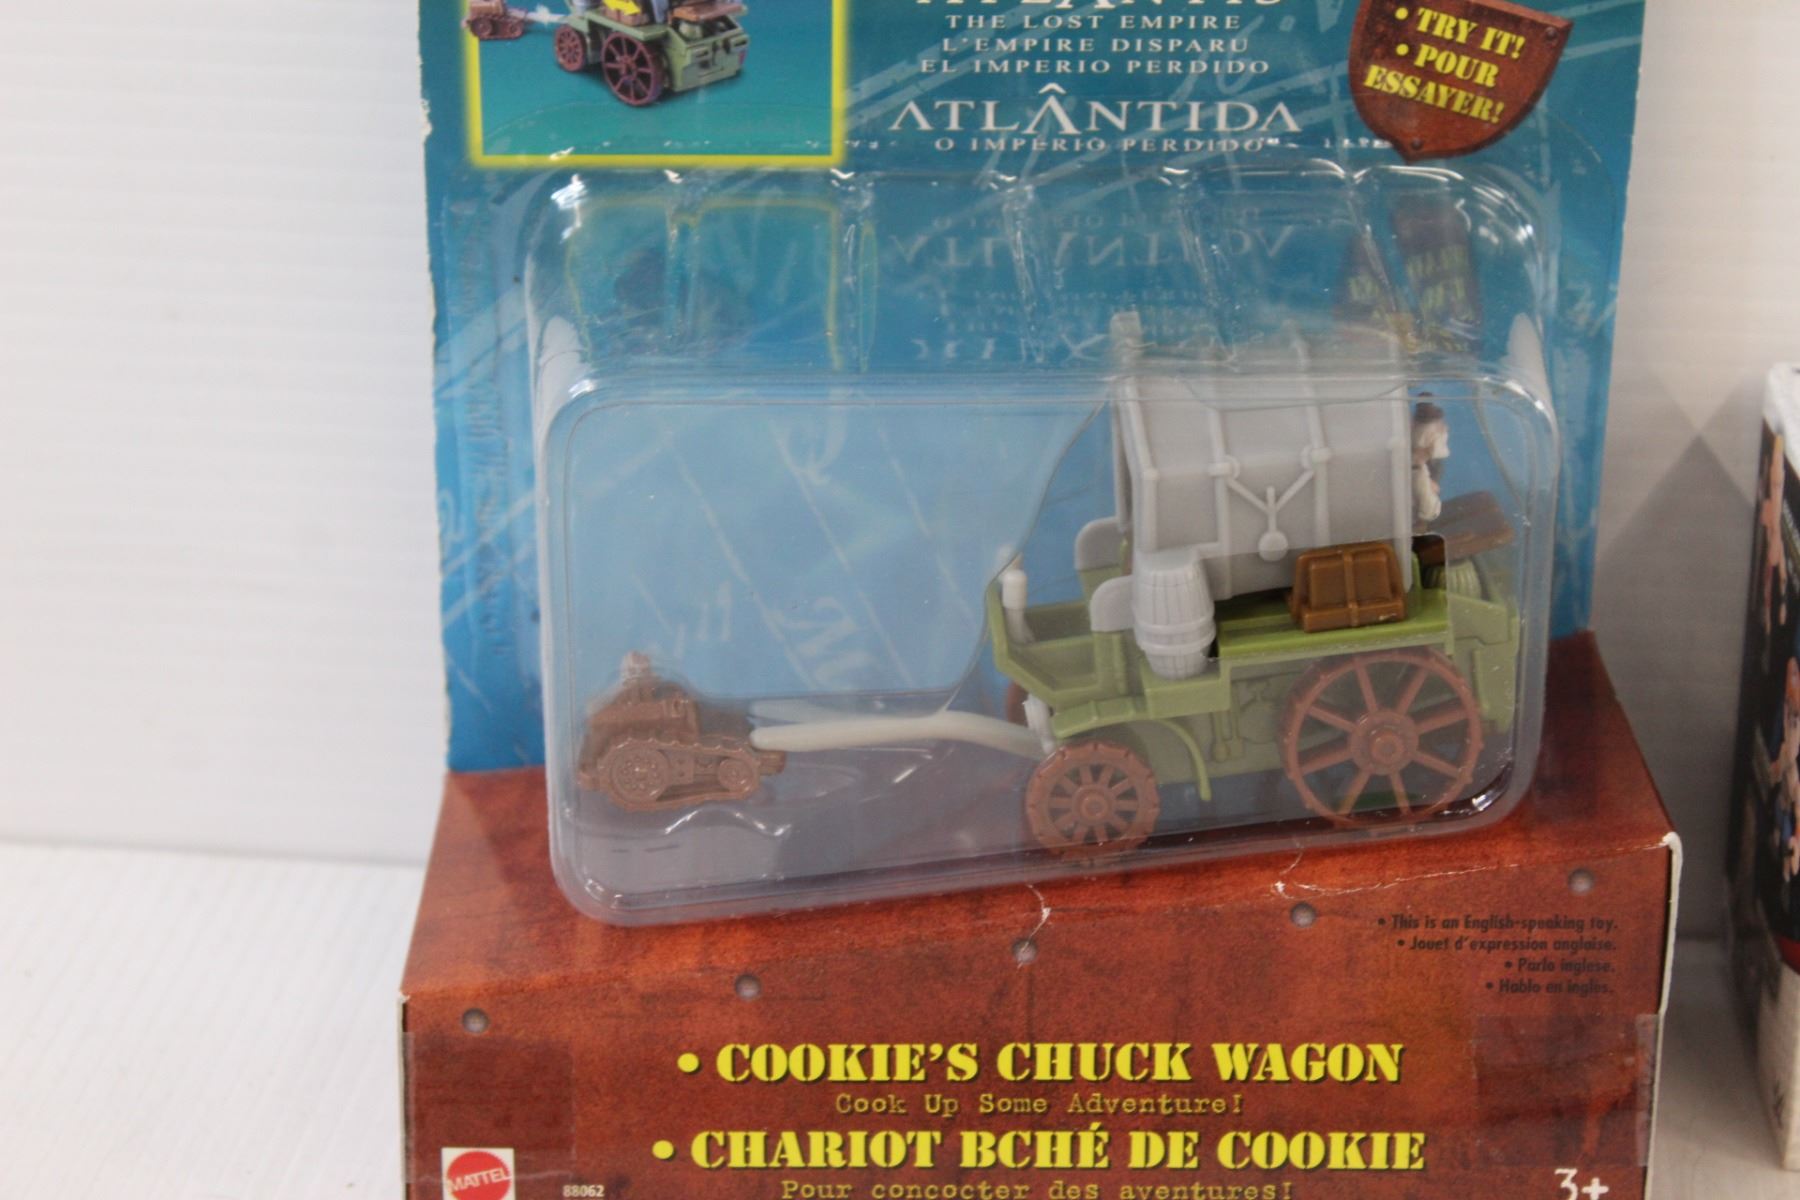 THE LOST EMPIRE
L'EMPIRE DISPARU
EL IMPERIO PERDIDO
ATLÂNTIDA
O IMPERIO PERDIDO
• TRY IT!
• POUR
ESSAYER!
• This is an English-speaking toy.
• Jouet d'expression anglaise.
• Parla inglese.
• Habla en inglés.
• COOKIE'S CHUCK WAGON
Cook Up Some Adventure!
• CHARIOT BCHÉ DE COOKIE
Pour concocter des aventures!
MATTEL
88062
3+